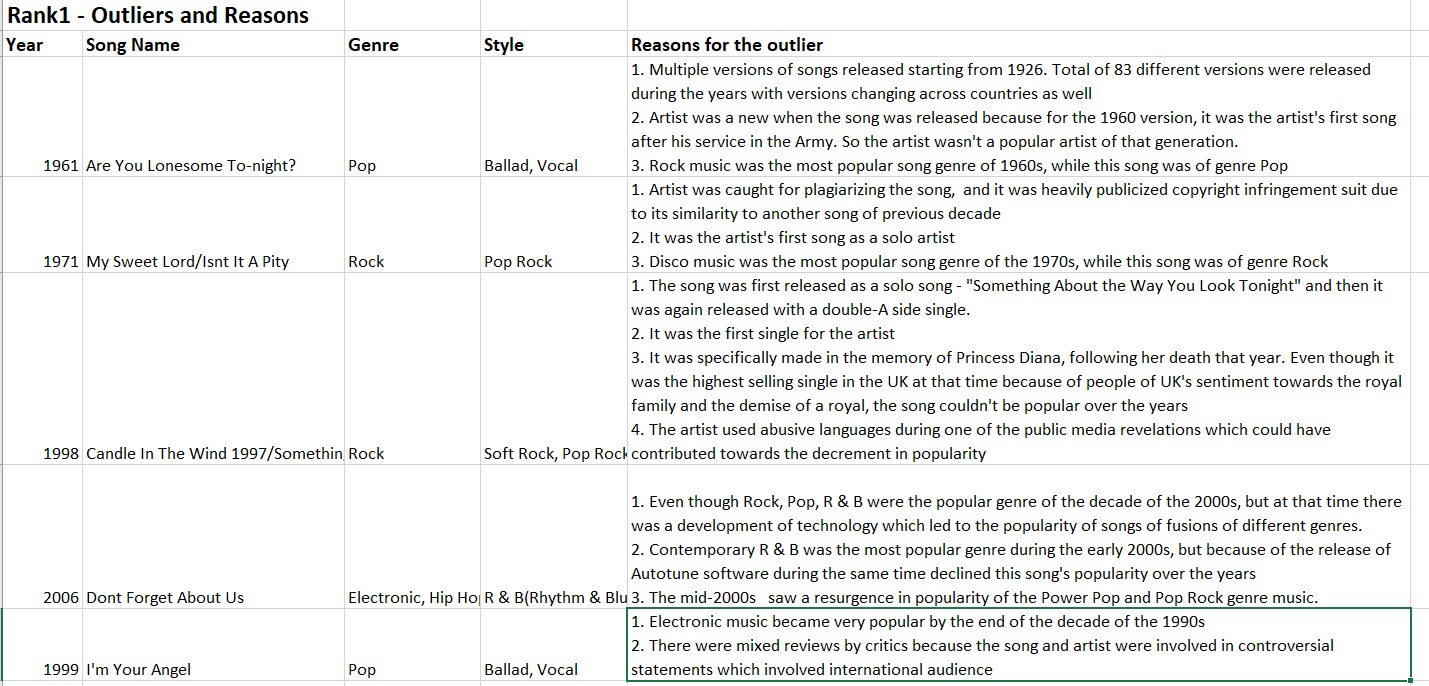 Rank1 - Outliers and Reasons
Year Song Name Genre Style Reasons for the outlier
1. Multiple versions of songs released starting from 1926. Total of 83 different versions were released
during the years with versions changing across countries as well
2. Artist was a new when the song was released because for the 1960 version, it was the artist's first song
after his service in the Army. So the artist wasn't a popular artist of that generation.
1961 Are You Lonesome To-night? Pop Ballad, Vocal 3. Rock music was the most popular song genre of 1960s, while this song was of genre Pop
1. Artist was caught for plagiarizing the song,  and it was heavily publicized copyright infringement suit due
to its similarity to another song of previous decade
2. It was the artist's first song as a solo artist
1971 My Sweet Lord/Isnt It A Pity Rock Pop Rock 3. Disco music was the most popular song genre of the 1970s, while this song was of genre Rock
1. The song was first released as a solo song - "Something About the Way You Look Tonight" and then it
was again released with a double-A side single.
2. It was the first single for the artist
3. It was specifically made in the memory of Princess Diana, following her death that year. Even though it
was the highest selling single in the UK at that time because of people of UK's sentiment towards the royal
family and the demise of a royal, the song couldn't be popular over the years
4. The artist used abusive languages during one of the public media revelations which could have
1998 Candle In The Wind 1997/Somethin Rock Soft Rock, Pop Rock contributed towards the decrement in popularity
1. Even though Rock, Pop, R & B were the popular genre of the decade of the 2000s, but at that time there
was a development of technology which led to the popularity of songs of fusions of different genres.
2. Contemporary R & B was the most popular genre during the early 2000s, but because of the release of
Autotune software during the same time declined this song's popularity over the years
2006 Dont Forget About Us Electronic, Hip Ho R & B(Rhythm & Blu 3. The mid-2000s   saw a resurgence in popularity of the Power Pop and Pop Rock genre music.
1. Electronic music became very popular by the end of the decade of the 1990s
2. There were mixed reviews by critics because the song and artist were involved in controversial
1999 I'm Your Angel Pop Ballad, Vocal statements which involved international audience